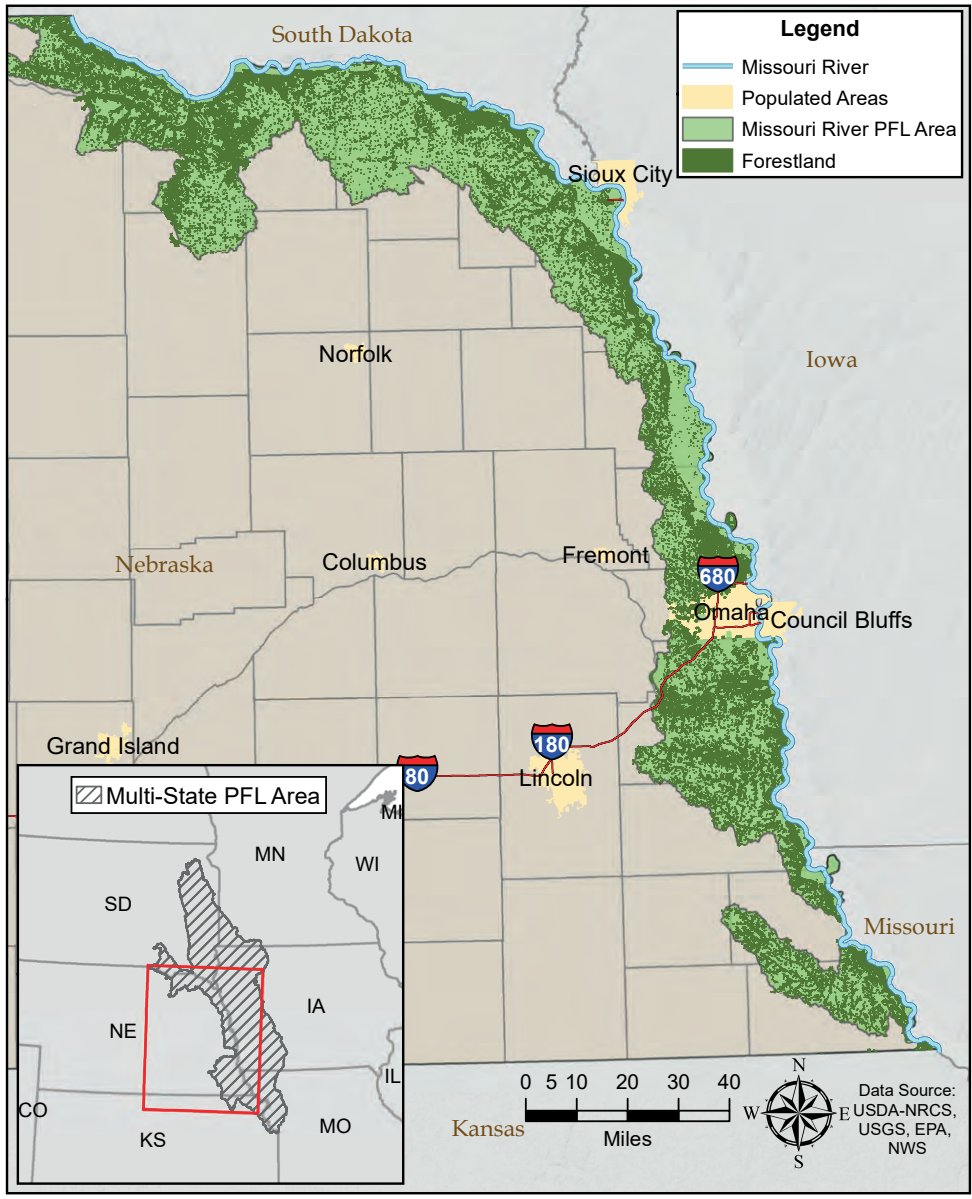 South Dakota
Legend
Missouri River
Populated Areas
Missouri River PFL Area
Forestland
Sioux City
Norfolk
Iowa
Nebraska
Columbus
Fremont
680
Omaha
Council Bluffs
Grand Island
180
80
Lincoln
Multi-State PFL Area
MI
MN
WI
SD
IA
NE
IL
CO
KS
MO
Missouri
Kansas
0 5 10 20 30 40
Miles
N
W
E
S
Data Source:
USDA-NRCS,
USGS, EPA,
NWS